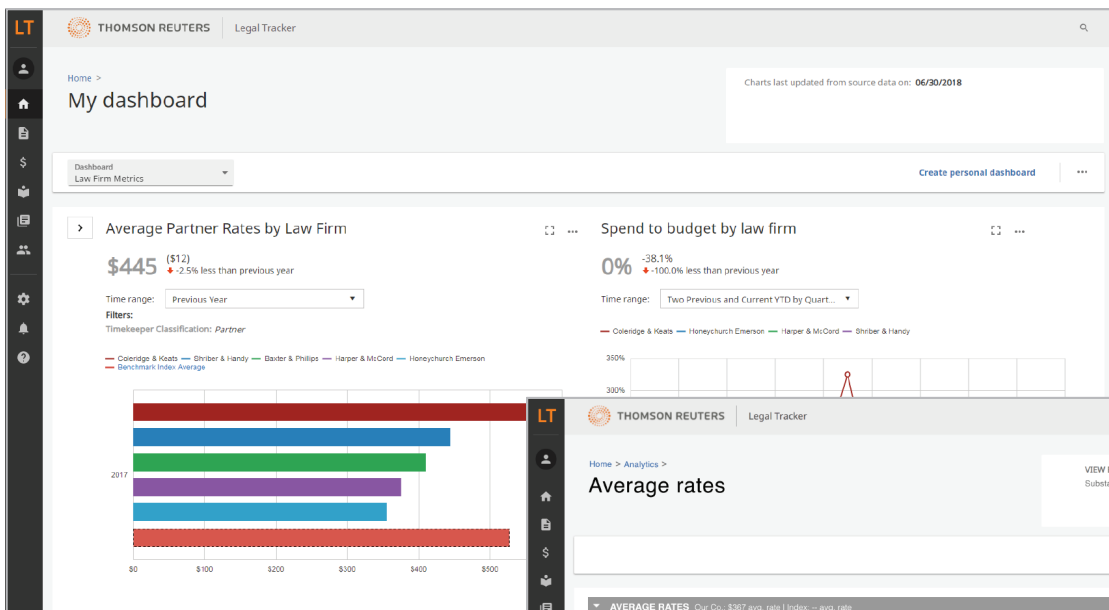 LT THOMSON REUTERS Legal Tracker
Home >
My dashboard
Charts last updated from source data on: 06/30/2018
Dashboard
Law Firm Metrics
Create personal dashboard
Average Partner Rates by Law Firm
$445 ($12)
-2.5% less than previous year
Time range: Previous Year
Filters:
Timekeeper Classification: Partner
Coleridge & Keats Shriber & Handy Baxter & Phillips Harper & McCord Honeychurch Emerson
Benchmark Index Average
2017
$0 $100 $200 $300 $400 $500
Spend to budget by law firm
0% -38.1%
-100.0% less than previous year
Time range: Two Previous and Current YTD by Quart...
Coleridge & Keats Honeychurch Emerson Harper & McCord Shriber & Handy
350%
300%
LT THOMSON REUTERS Legal Tracker
Home > Analytics >
Average rates
VIEW
Substa
AVERAGE RATES Our Co.: $367 avg. rate | Index: – avg. rate